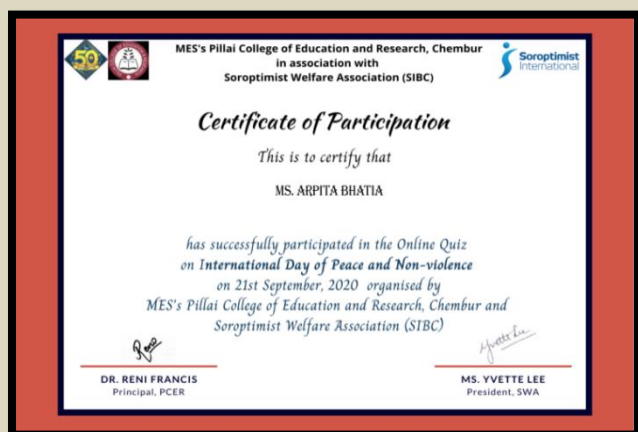 50
MES's Pillai College of Education and Research, Chembur
in association with
Soroptimist Welfare Association (SIBC)
Soroptimist
International
Certificate of Participation
This is to certify that
MS. ARPITA BHATIA
has successfully participated in the Online Quiz
on International Day of Peace and Non-violence
on 21st September, 2020 organised by
MES's Pillai College of Education and Research, Chembur and
Soroptimist Welfare Association (SIBC)
Yvette Lee
DR. RENI FRANCIS
Principal, PCER
MS. YVETTE LEE
President, SWA